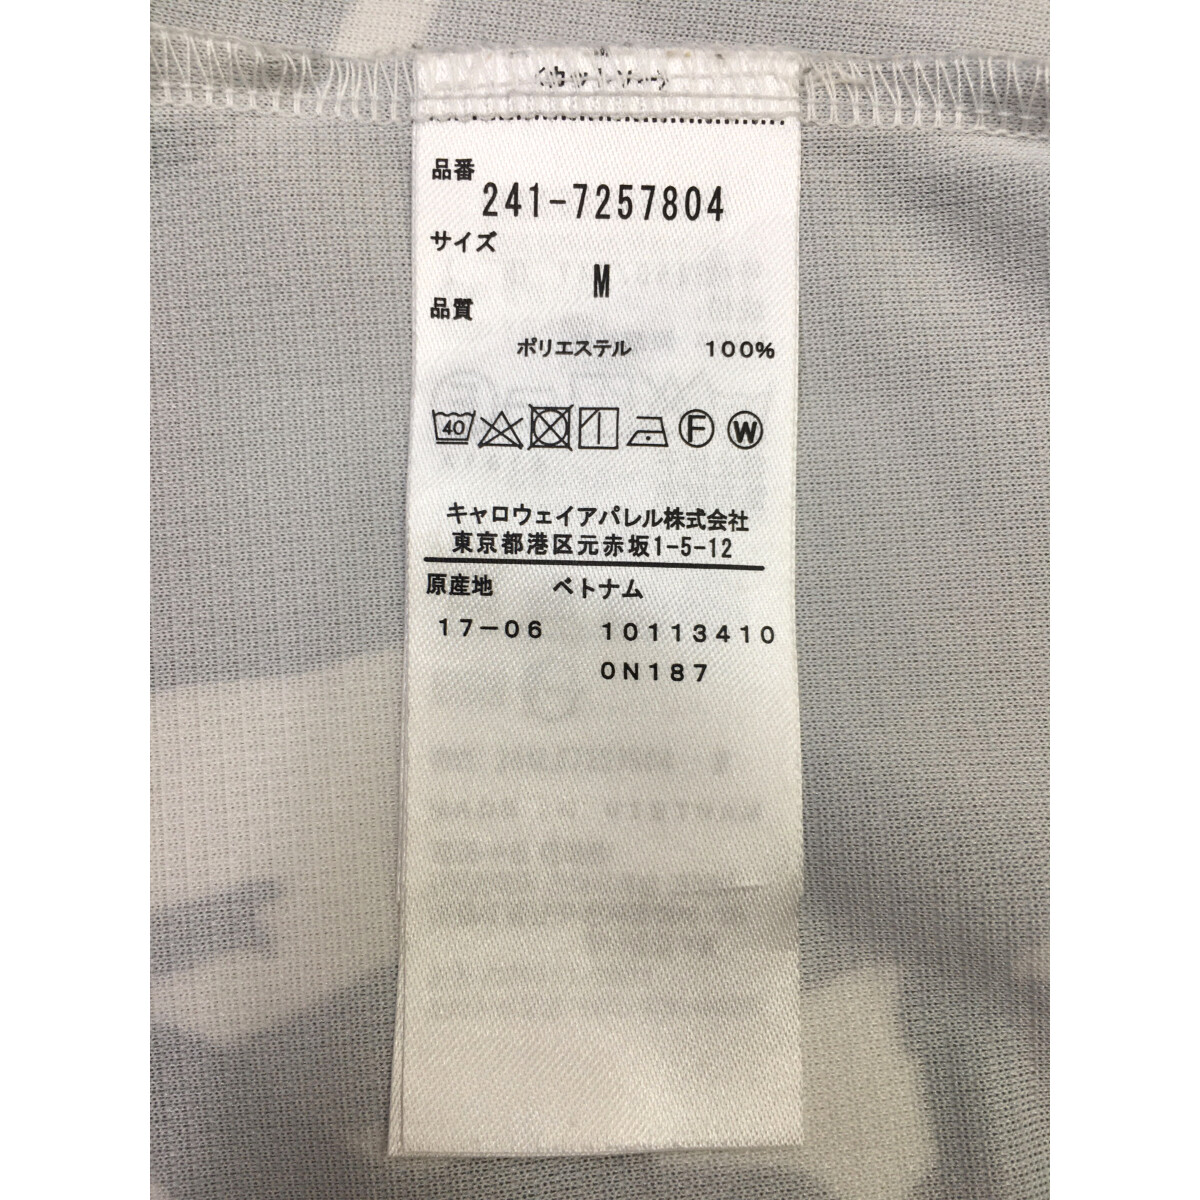 品番
241-7257804
サイズ
M
品質
ポリエステル 100%
40 F W
キャロウェイアパレル株式会社
東京都港区元赤坂1-5-12
原産地 ベトナム
17-06 10113410
0N187